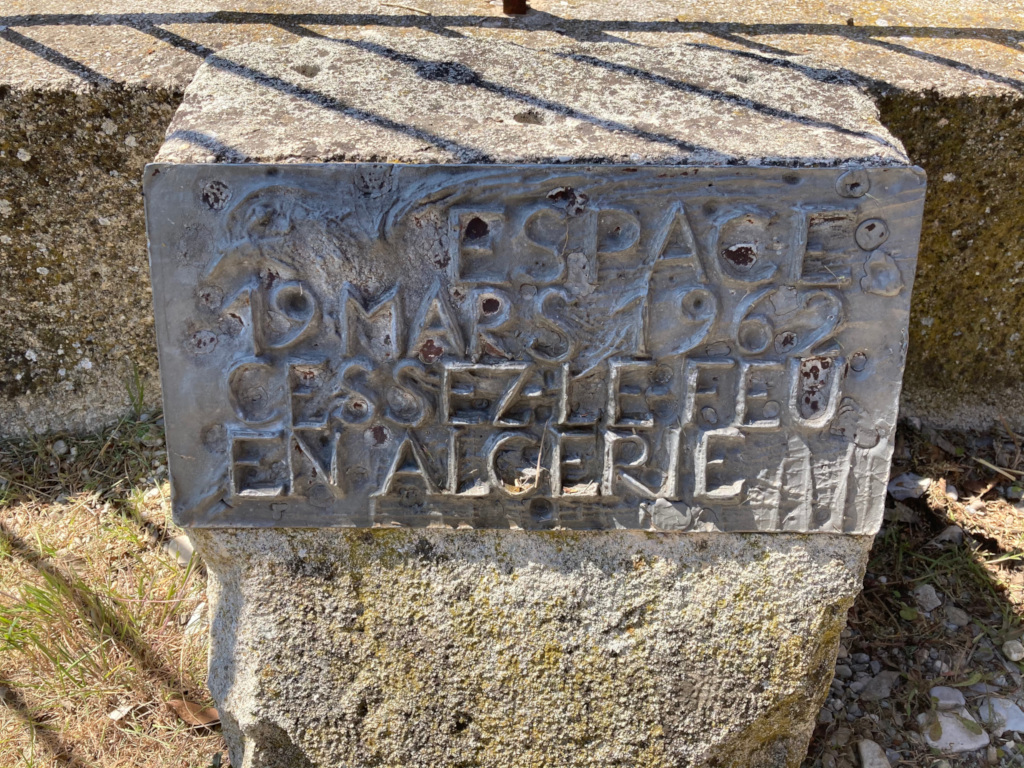 ESPACE
19 MARS 1962
CESSEZ-LE FEU
EN ALGERIE